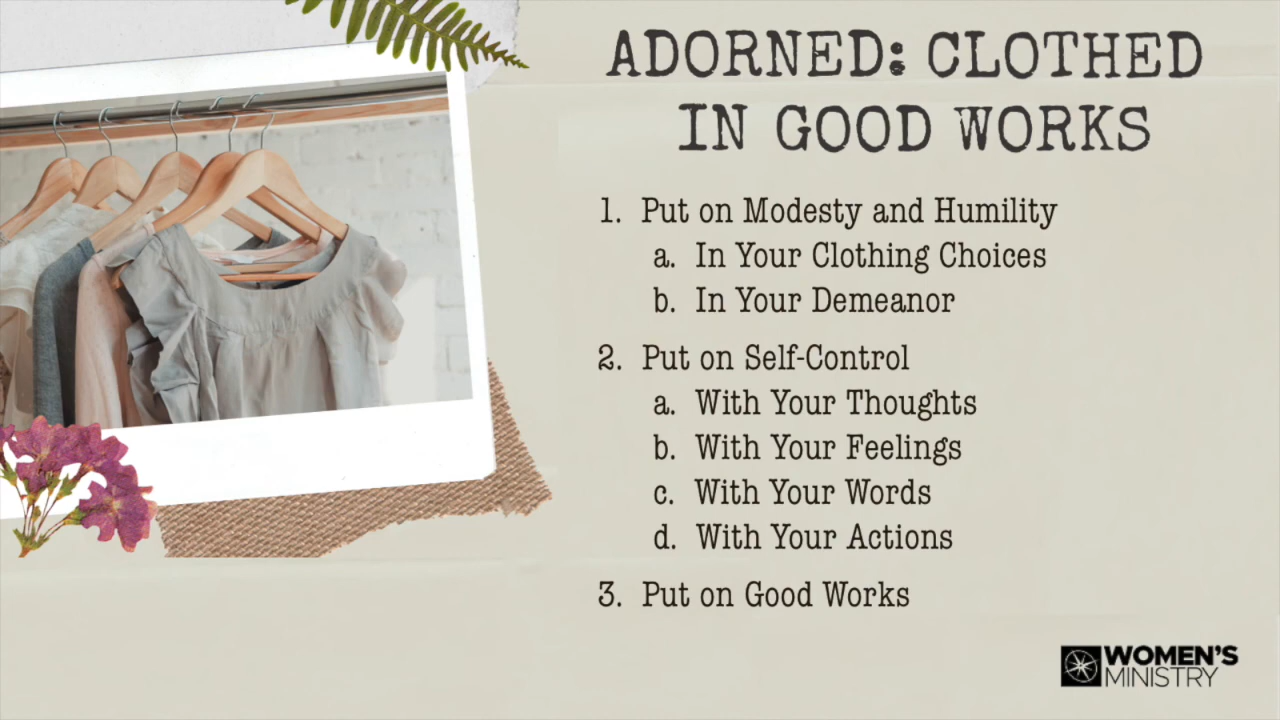 ADORNED: CLOTHED
IN GOOD WORKS
1. Put on Modesty and Humility
a. In Your Clothing Choices
b. In Your Demeanor
2. Put on Self-Control
a. With Your Thoughts
b. With Your Feelings
c. With Your Words
d. With Your Actions
3. Put on Good Works
WOMEN'S
MINISTRY